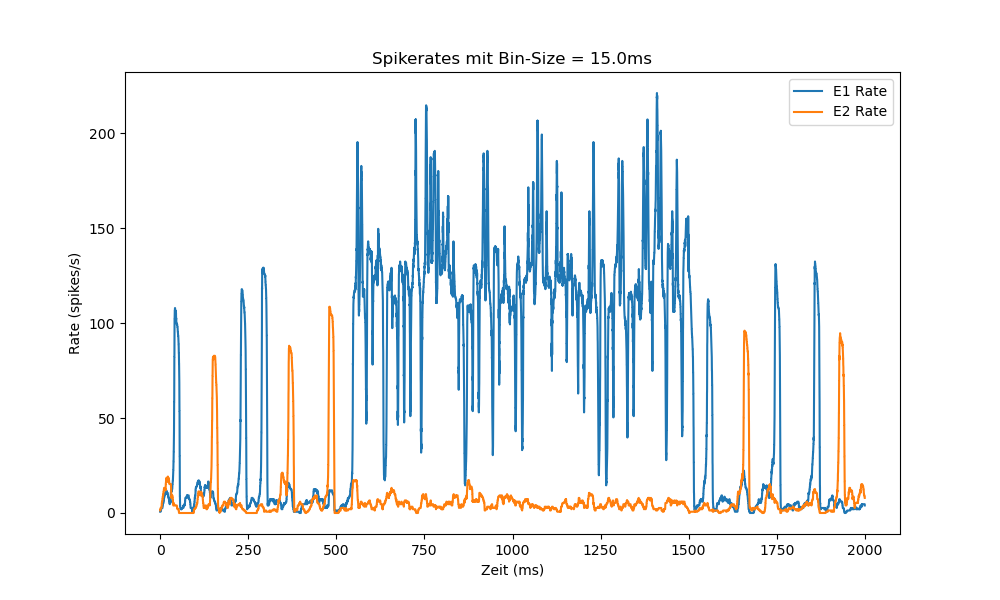 Spikerates mit Bin-Size = 15.0ms
E1 Rate
E2 Rate
Rate (spikes/s)
200
150
100
50
0
0 250 500 750 1000 1250 1500 1750 2000
Zeit (ms)